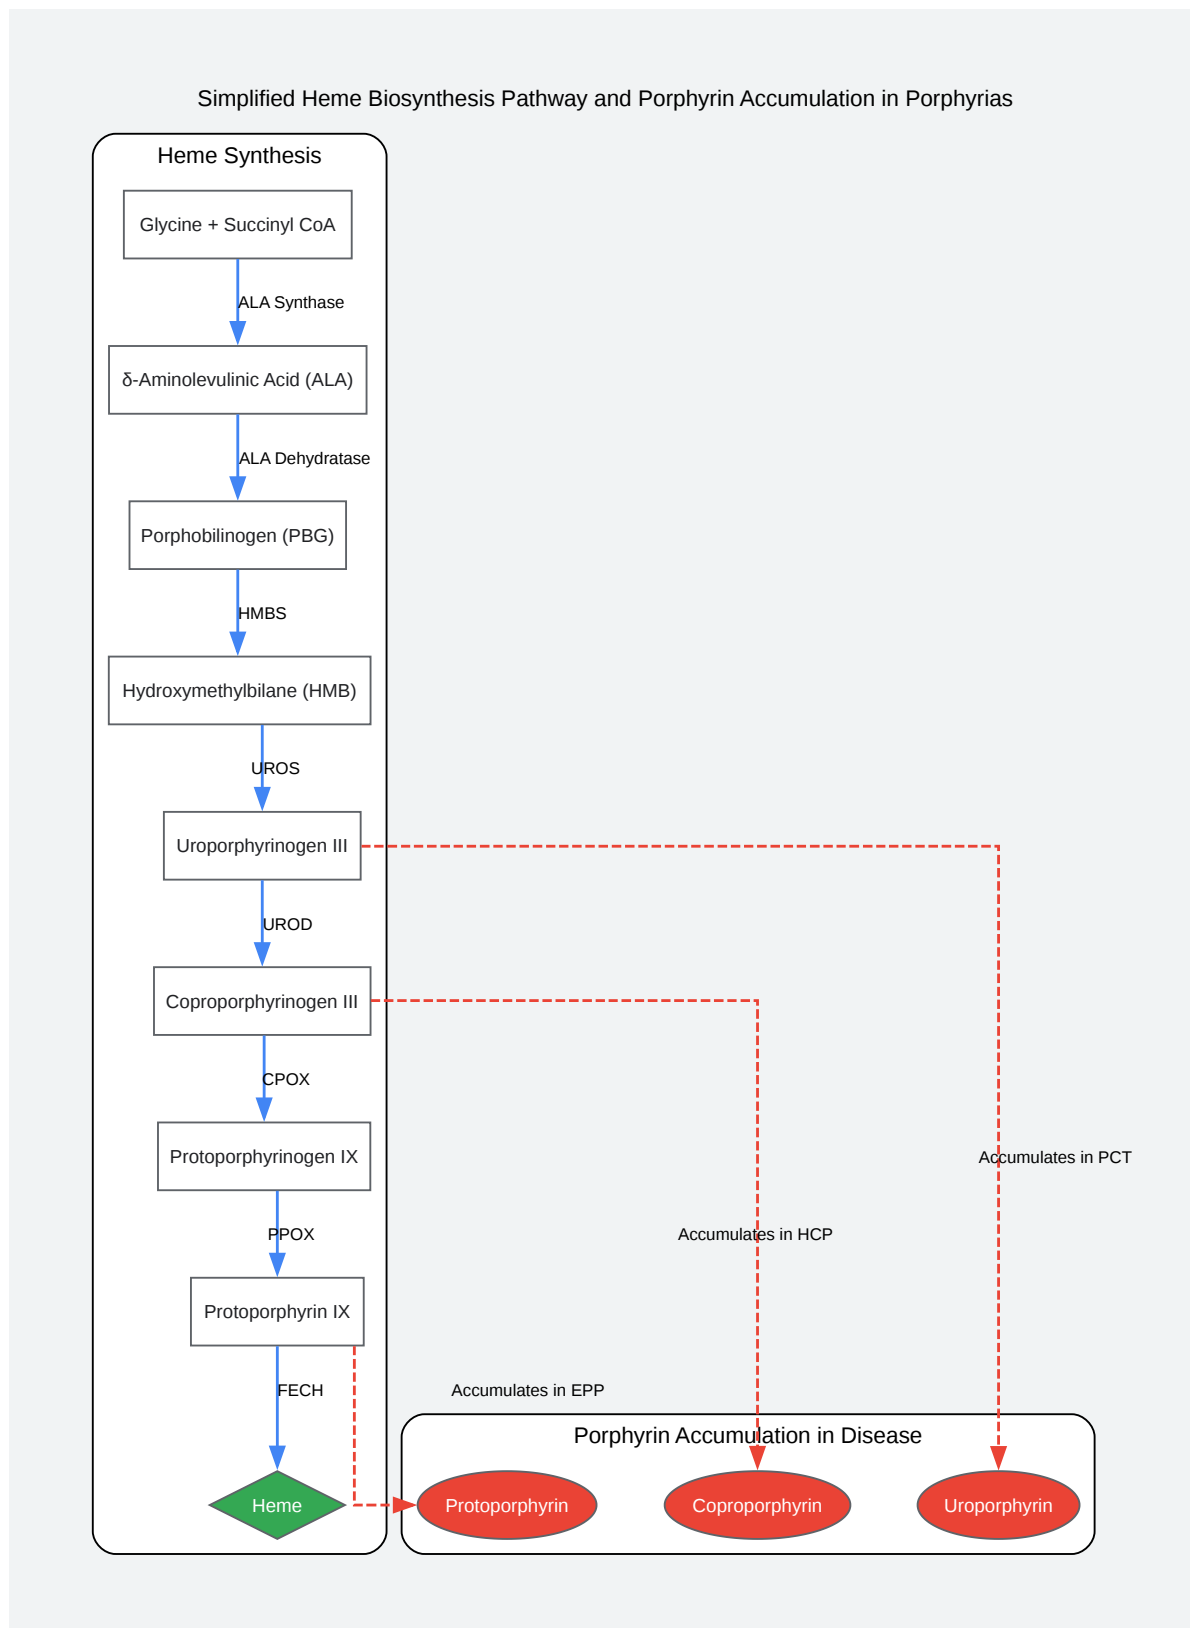 Simplified Heme Biosynthesis Pathway and Porphyrin Accumulation in Porphyrias
Heme Synthesis
Glycine + Succinyl CoA
ALA Synthase
δ-Aminolevulinic Acid (ALA)
ALA Dehydratase
Porphobilinogen (PBG)
HMBS
Hydroxymethylbilane (HMB)
UROS
Uroporphyrinogen III
UROD
Coproporphyrinogen III
CPOX
Protoporphyrinogen IX
Accumulates in PCT
PPOX
Accumulates in HCP
Protoporphyrin IX
FECH
Accumulates in EPP
Porphyrin Accumulation in Disease
Heme
Protoporphyrin
Coproporphyrin
Uroporphyrin